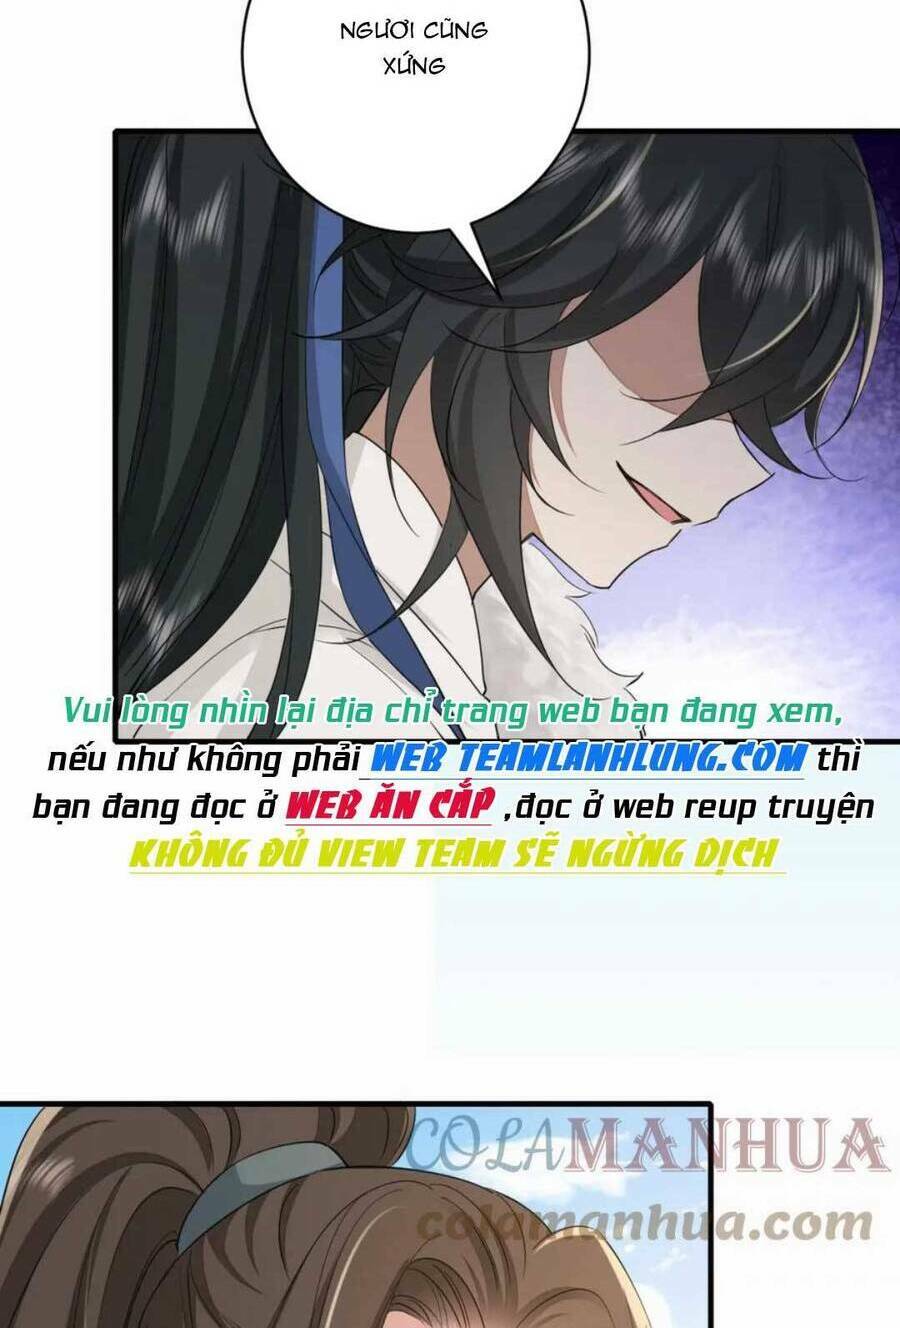 NGƯƠI CŨNG
XỨNG
Vui lòng nhìn lại địa chỉ trang web bạn đang xem,
nếu như không phải WEB TEAMLANHLUNG.COM thì
bạn đang đọc ở WEB ĂN CẮP ,đọc ở web reup truyện
KHÔNG ĐỦ VIEW TEAM SẼ NGỪNG DỊCH
COLAMANHUA
colamanhua.com